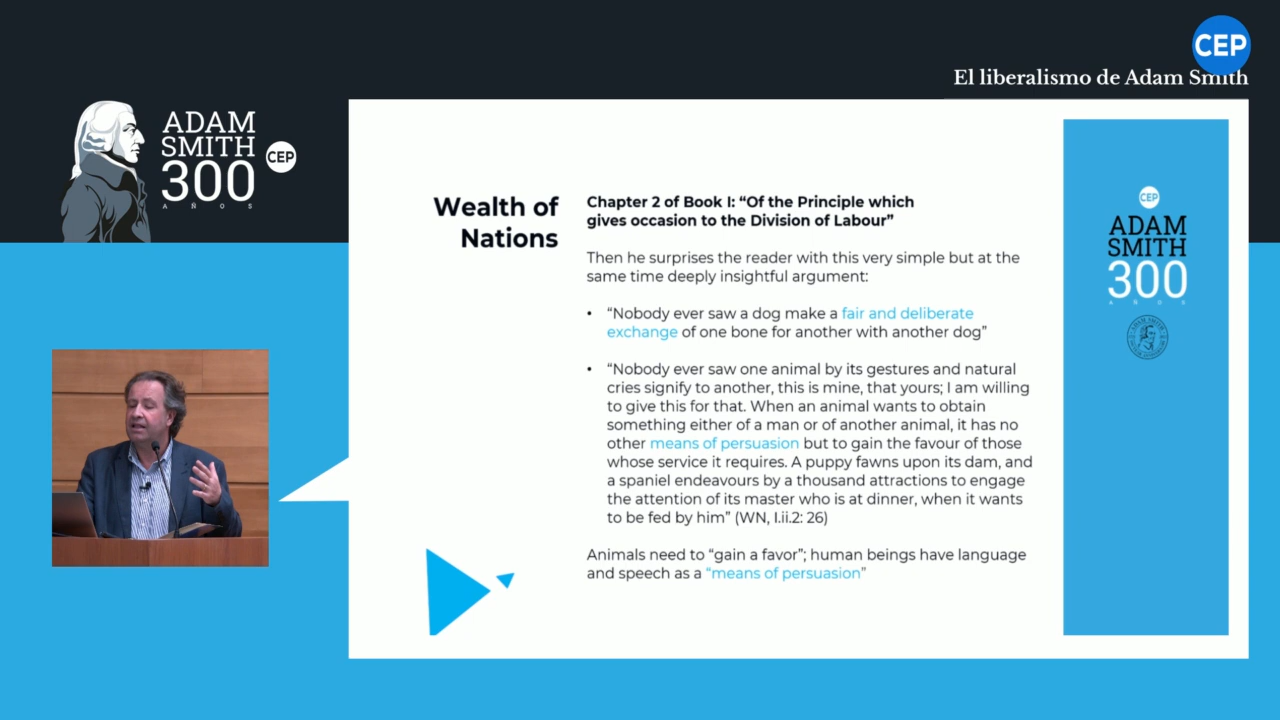 CEP
El liberalismo de Adam Smith
ADAM
SMITH
300
AÑOS
CEP
Wealth of
Nations
Chapter 2 of Book I: “Of the Principle which
gives occasion to the Division of Labour”
Then he surprises the reader with this very simple but at the
same time deeply insightful argument:
• “Nobody ever saw a dog make a fair and deliberate
exchange of one bone for another with another dog”
• “Nobody ever saw one animal by its gestures and natural
cries signify to another, this is mine, that yours; I am willing
to give this for that. When an animal wants to obtain
something either of a man or of another animal, it has no
other means of persuasion but to gain the favour of those
whose service it requires. A puppy fawns upon its dam, and
a spaniel endeavours by a thousand attractions to engage
the attention of its master who is at dinner, when it wants
to be fed by him” (WN, I.ii.2: 26)
Animals need to “gain a favor”; human beings have language
and speech as a “means of persuasion”
CEP
ADAM
SMITH
300
AÑOS